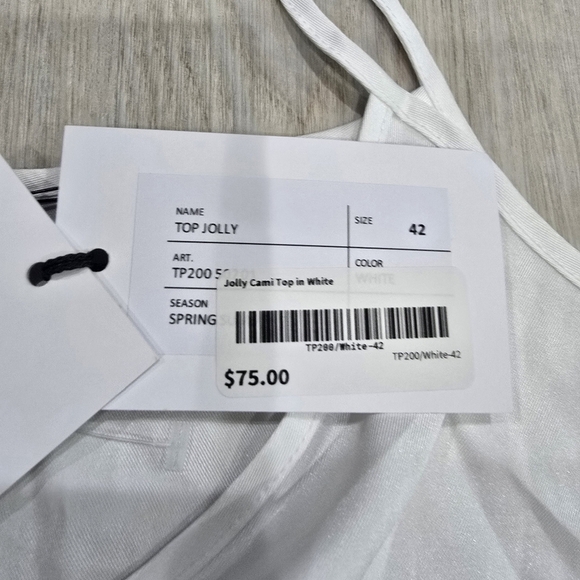 NAME
TOP JOLLY
SIZE
42
ART.
TP200
COLOR
WHITE
SEASON
SPRING
Jolly Cami Top in White
TP200/White-42
TP200/White-42
$75.00